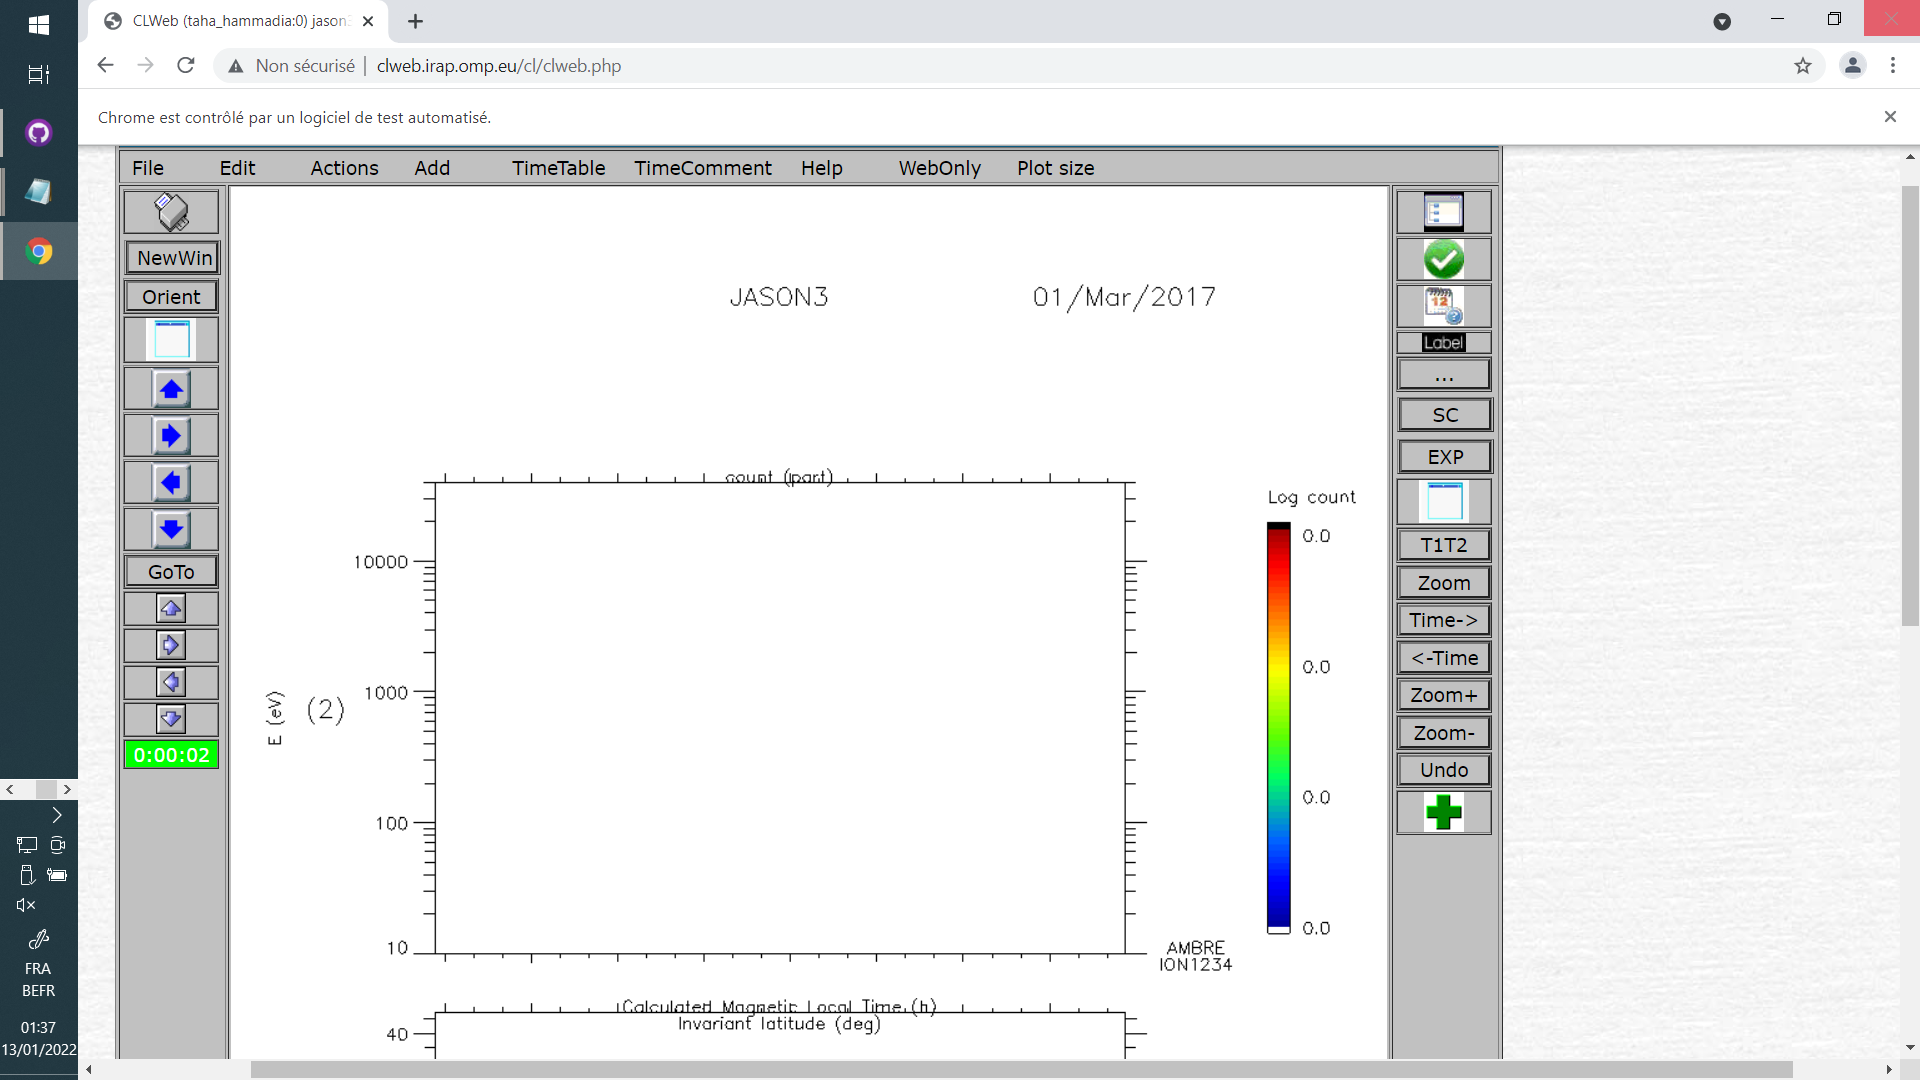 CLWeb (taha_hammadia:0) jason3
Non sécurisé | clweb.irap.omp.eu/cl/clweb.php
Chrome est contrôlé par un logiciel de test automatisé.
File Edit Actions Add TimeTable TimeComment Help WebOnly Plot size
NewWin
Orient
GoTo
0:00:02
JASON3 01/Mar/2017
count (part)
10000
1000
100
10
E (eV)
(2)
AMBRE
ION1234
Log count
0.0
0.0
0.0
0.0
Calculated Magnetic Local Time (h)
Invariant latitude (deg)
40
12
Label
...
SC
EXP
T1T2
Zoom
Time->
<-Time
Zoom+
Zoom-
Undo
FRA
BEFR
01:37
13/01/2022